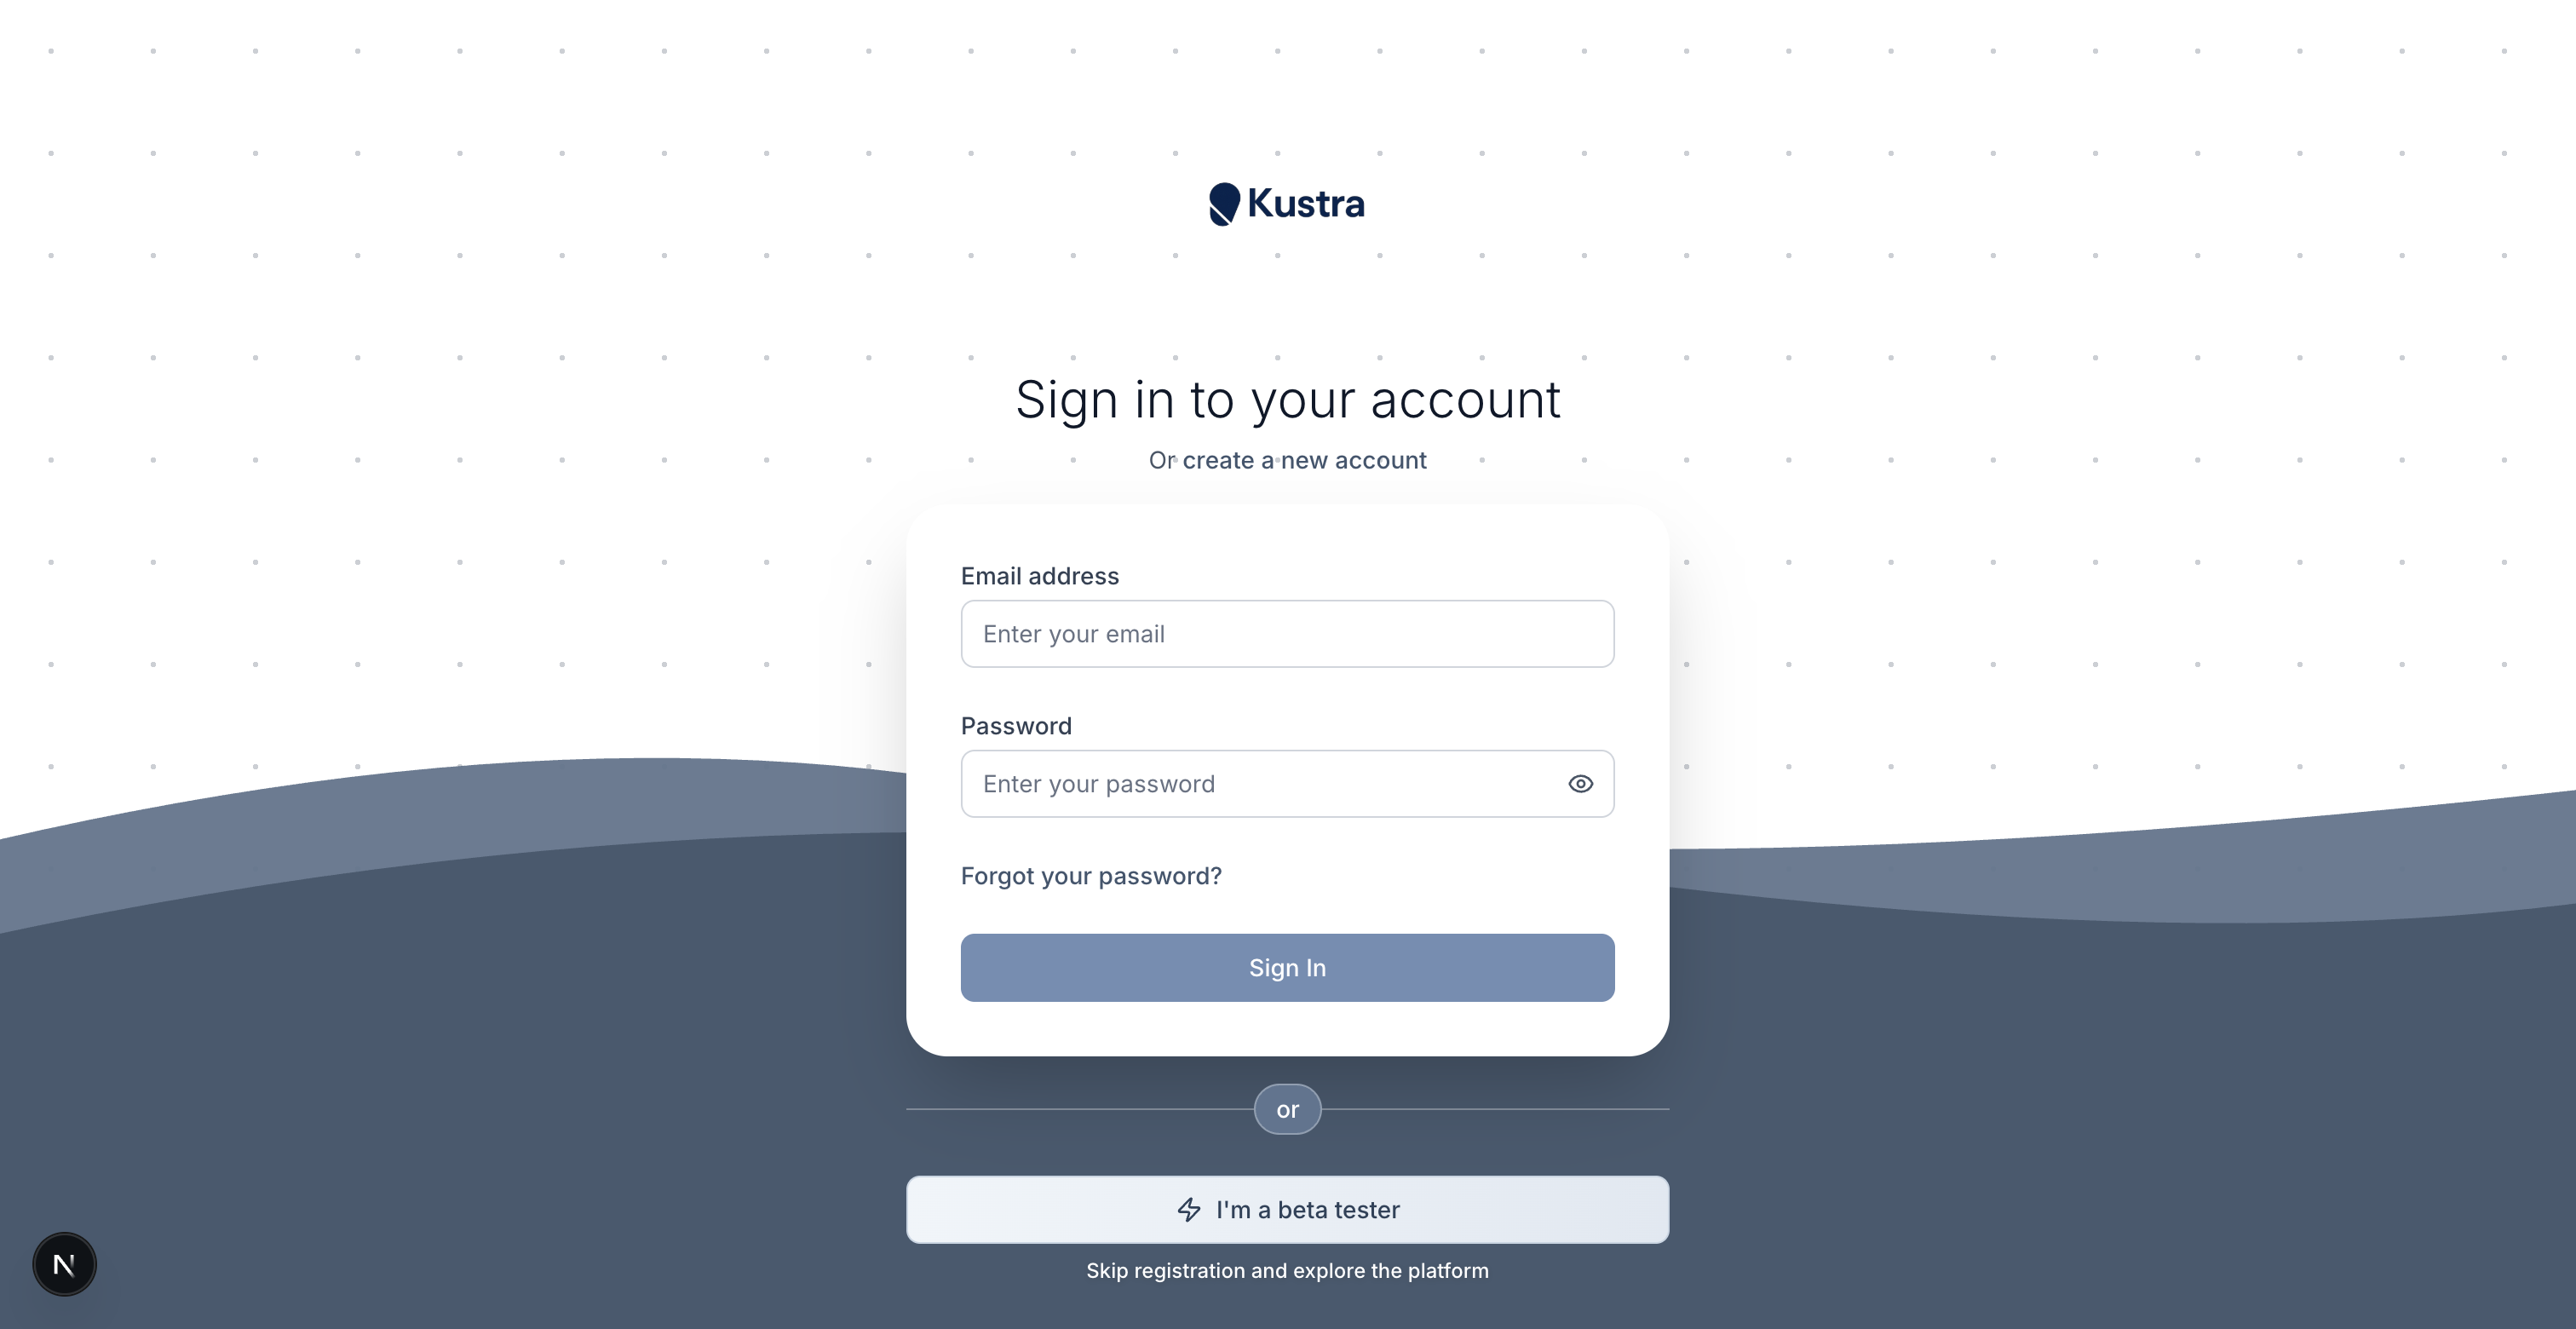 Kustra
Sign in to your account
Or create a new account
Email address
Enter your email
Password
Enter your password
Forgot your password?
Sign In
or
I'm a beta tester
Skip registration and explore the platform
N